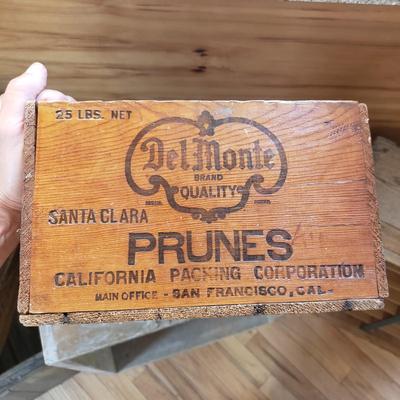 25 LBS. NET
Del Monte
BRAND
QUALITY
SANTA CLARA
PRUNES
CALIFORNIA PACKING CORPORATION
MAIN OFFICE - SAN FRANCISCO, CAL-